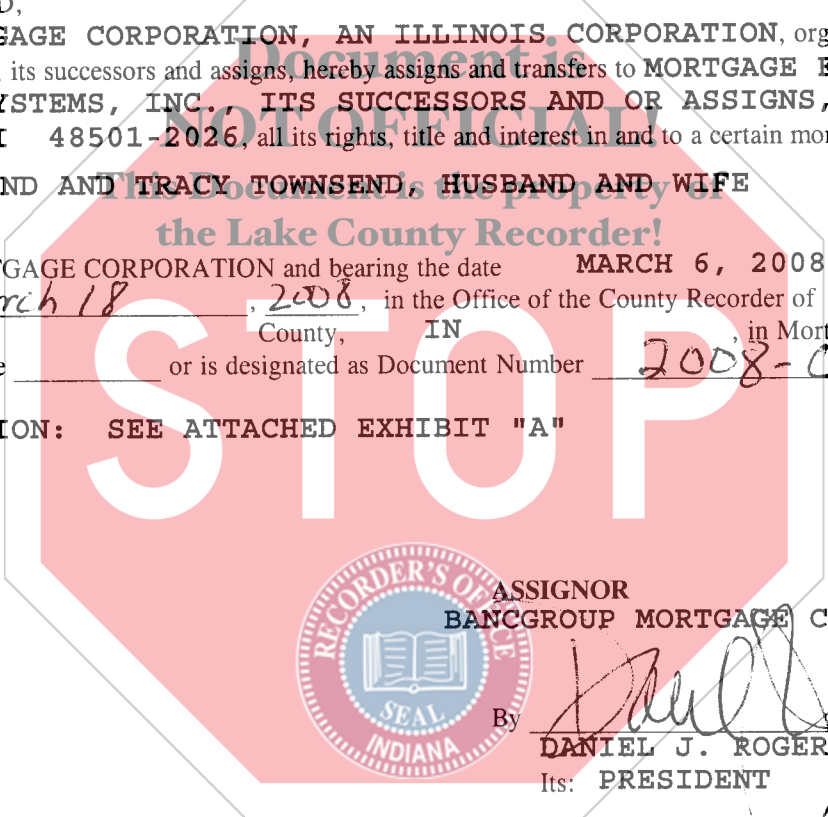 D,
GAGE CORPORATION, AN ILLINOIS CORPORATION, org
Document is
, its successors and assigns, hereby assigns and transfers to MORTGAGE E
YSTEMS, INC., ITS SUCCESSORS AND OR ASSIGNS,
NOT OFFICIAL!
I 48501-2026, all its rights, title and interest in and to a certain mor
This Document is the property of
ND AND TRACY TOWNSEND, HUSBAND AND WIFE
the Lake County Recorder!
GAGE CORPORATION and bearing the date MARCH 6, 2008
rch 18, 2008, in the Office of the County Recorder of
County, IN, in Mort
or is designated as Document Number 2008-0
STOP
ION: SEE ATTACHED EXHIBIT "A"
RECORDER'S OFFICE
SEAL
INDIANA
ASSIGNOR
BANCGROUP MORTGAGE C
By
DANIEL J. ROGER
Its: PRESIDENT